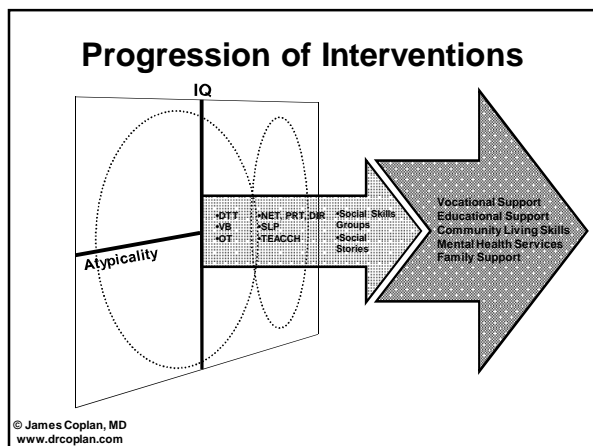 Progression of Interventions
IQ
Atypicality
•DTT
•VB
•OT
•NET, PRT, DIR
•SLP
•TEACCH
•Social Skills
Groups
•Social
Stories
Vocational Support
Educational Support
Community Living Skills
Mental Health Services
Family Support
© James Coplan, MD
www.drcoplan.com